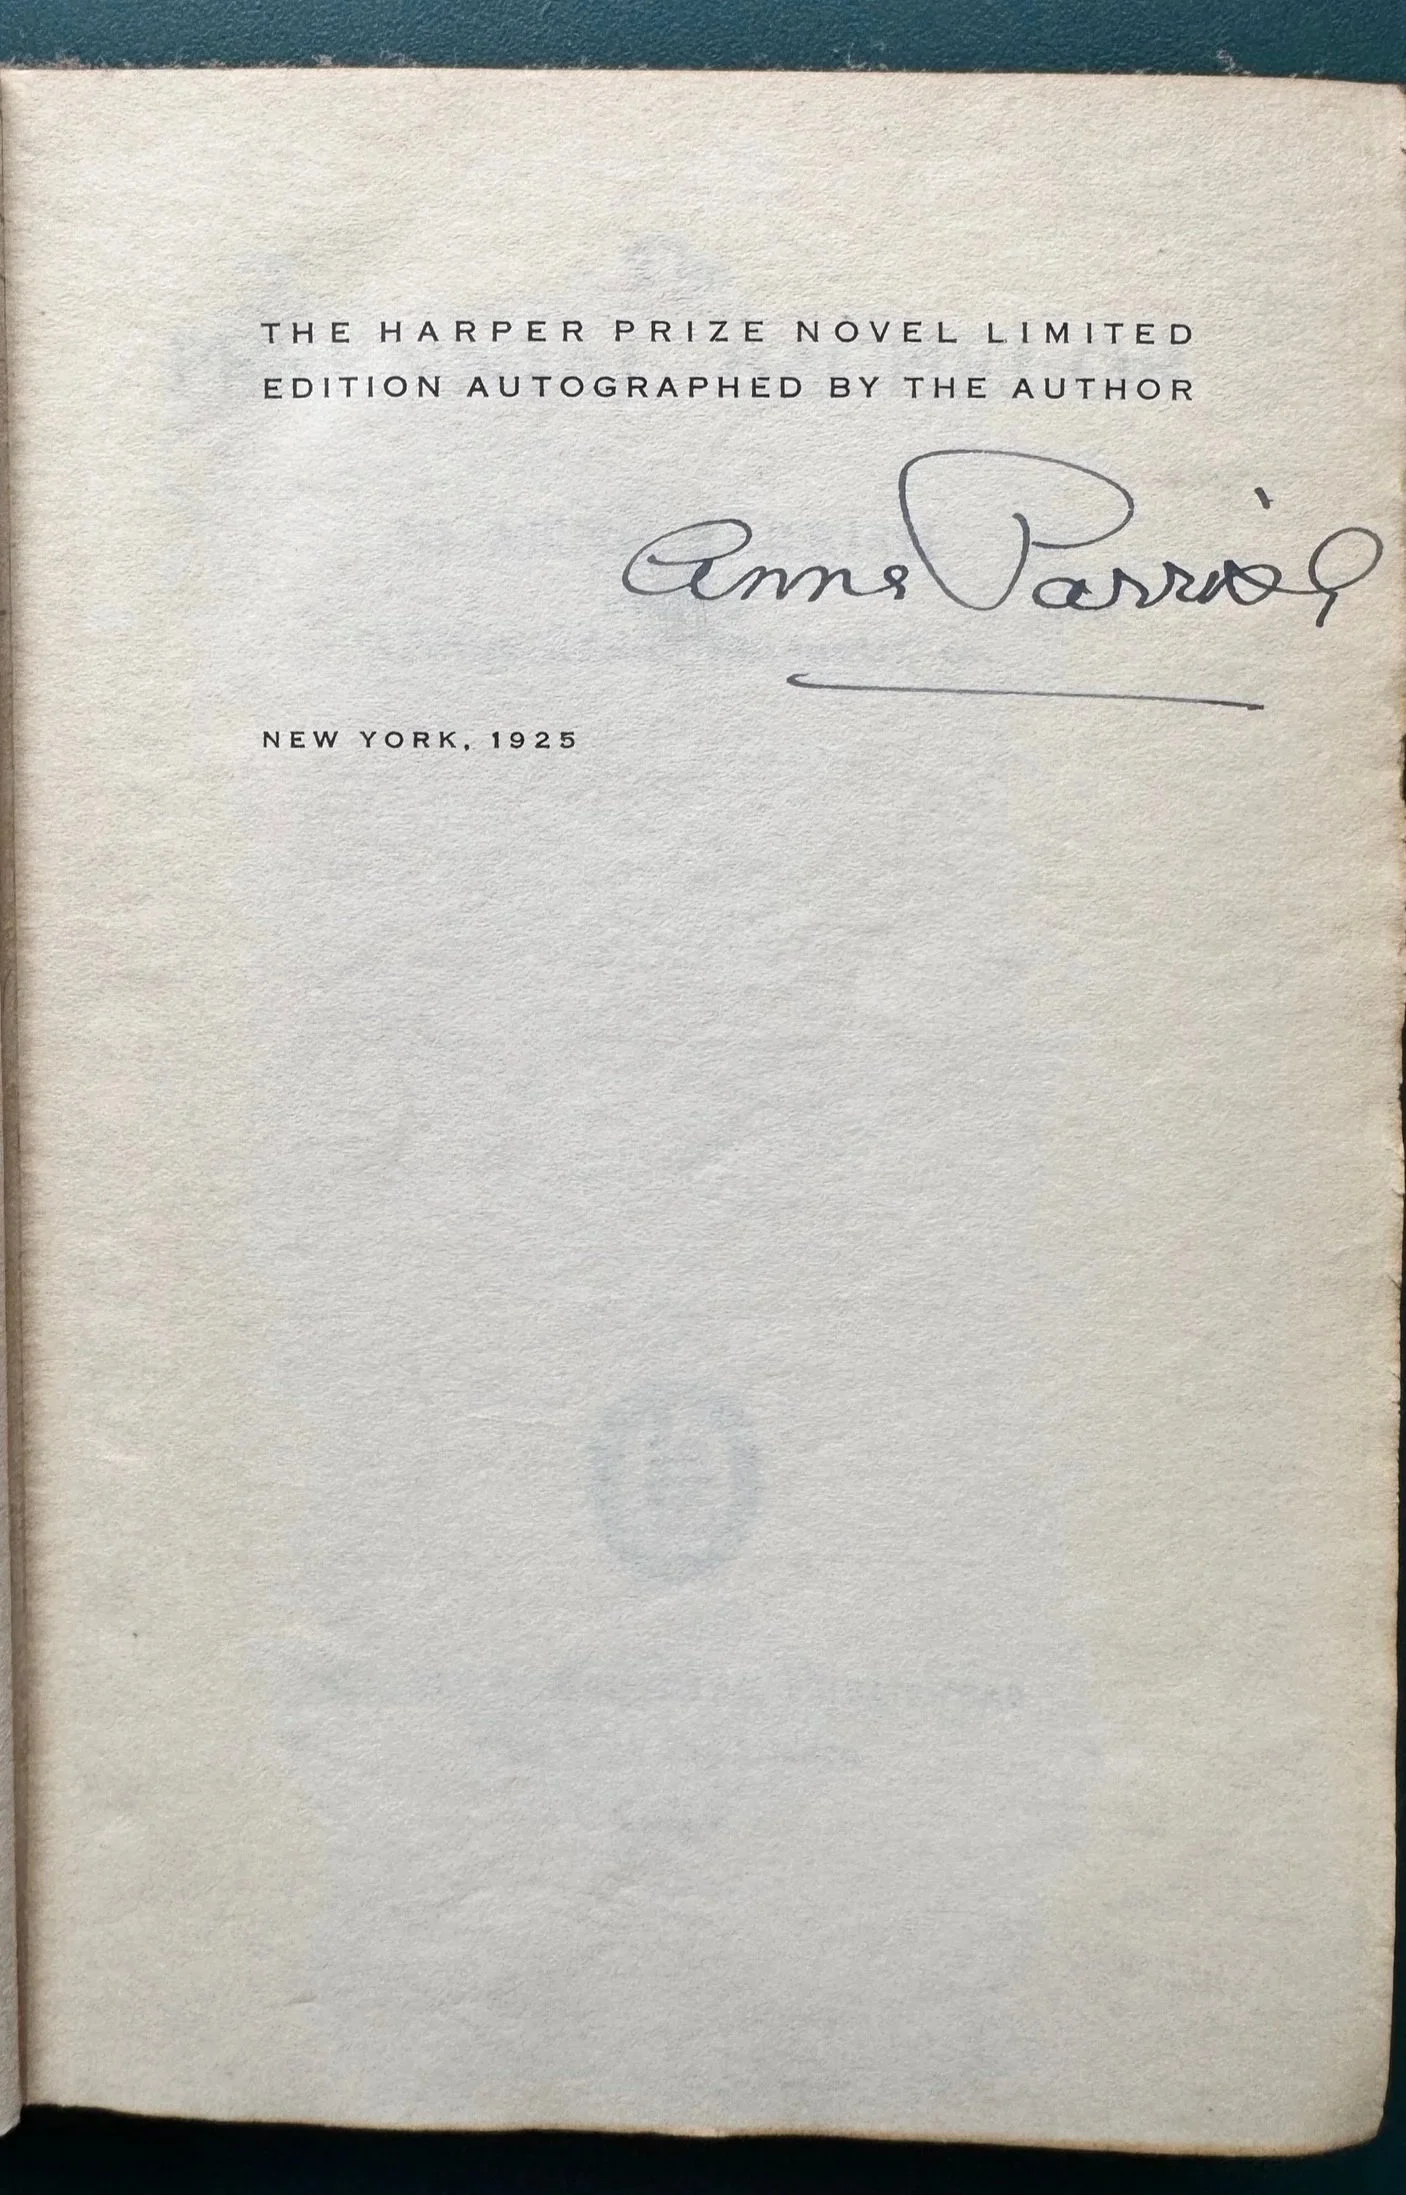 THE HARPER PRIZE NOVEL LIMITED
EDITION AUTOGRAPHED BY THE AUTHOR
Anne Parrish
NEW YORK, 1925